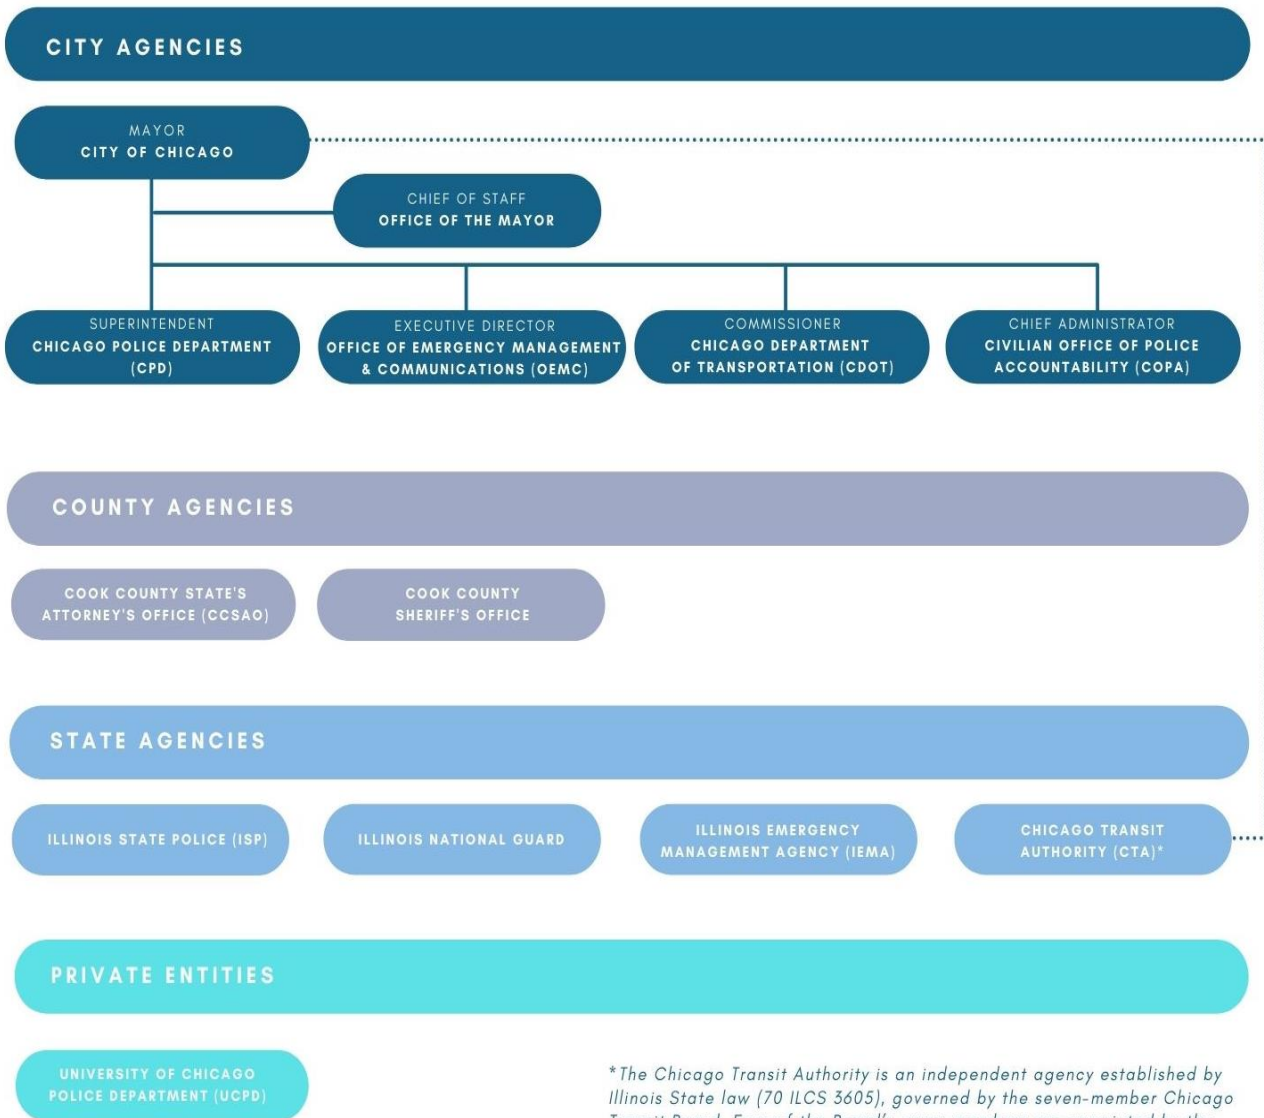 CITY AGENCIES
MAYOR
CITY OF CHICAGO
CHIEF OF STAFF
OFFICE OF THE MAYOR
SUPERINTENDENT
CHICAGO POLICE DEPARTMENT
(CPD)
EXECUTIVE DIRECTOR
OFFICE OF EMERGENCY MANAGEMENT
& COMMUNICATIONS (OEMC)
COMMISSIONER
CHICAGO DEPARTMENT
OF TRANSPORTATION (CDOT)
CHIEF ADMINISTRATOR
CIVILIAN OFFICE OF POLICE
ACCOUNTABILITY (COPA)
COUNTY AGENCIES
COOK COUNTY STATE'S
ATTORNEY'S OFFICE (CCSAO)
COOK COUNTY
SHERIFF'S OFFICE
STATE AGENCIES
ILLINOIS STATE POLICE (ISP)
ILLINOIS NATIONAL GUARD
ILLINOIS EMERGENCY
MANAGEMENT AGENCY (IEMA)
CHICAGO TRANSIT
AUTHORITY (CTA)*
PRIVATE ENTITIES
UNIVERSITY OF CHICAGO
POLICE DEPARTMENT (UCPD)
*The Chicago Transit Authority is an independent agency established by
Illinois State law (70 ILCS 3605), governed by the seven-member Chicago